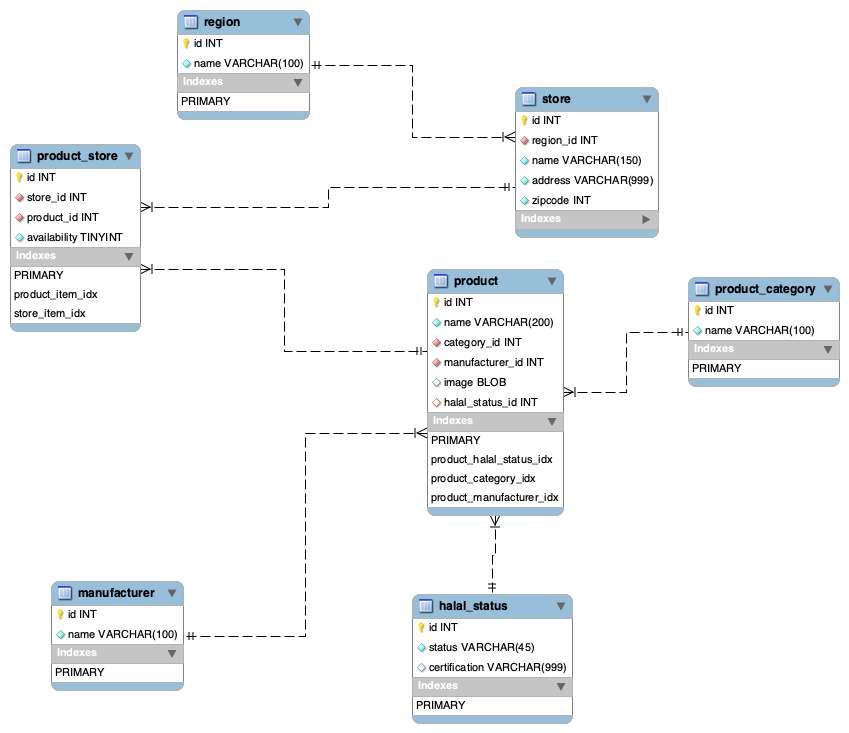 region
id INT
name VARCHAR(100)
Indexes
PRIMARY
store
id INT
region_id INT
name VARCHAR(150)
address VARCHAR(999)
zipcode INT
Indexes
product_store
id INT
store_id INT
product_id INT
availability TINYINT
Indexes
PRIMARY
product_item_idx
store_item_idx
product
id INT
name VARCHAR(200)
category_id INT
manufacturer_id INT
image BLOB
halal_status_id INT
Indexes
PRIMARY
product_halal_status_idx
product_category_idx
product_manufacturer_idx
product_category
id INT
name VARCHAR(100)
Indexes
PRIMARY
manufacturer
id INT
name VARCHAR(100)
Indexes
PRIMARY
halal_status
id INT
status VARCHAR(45)
certification VARCHAR(999)
Indexes
PRIMARY